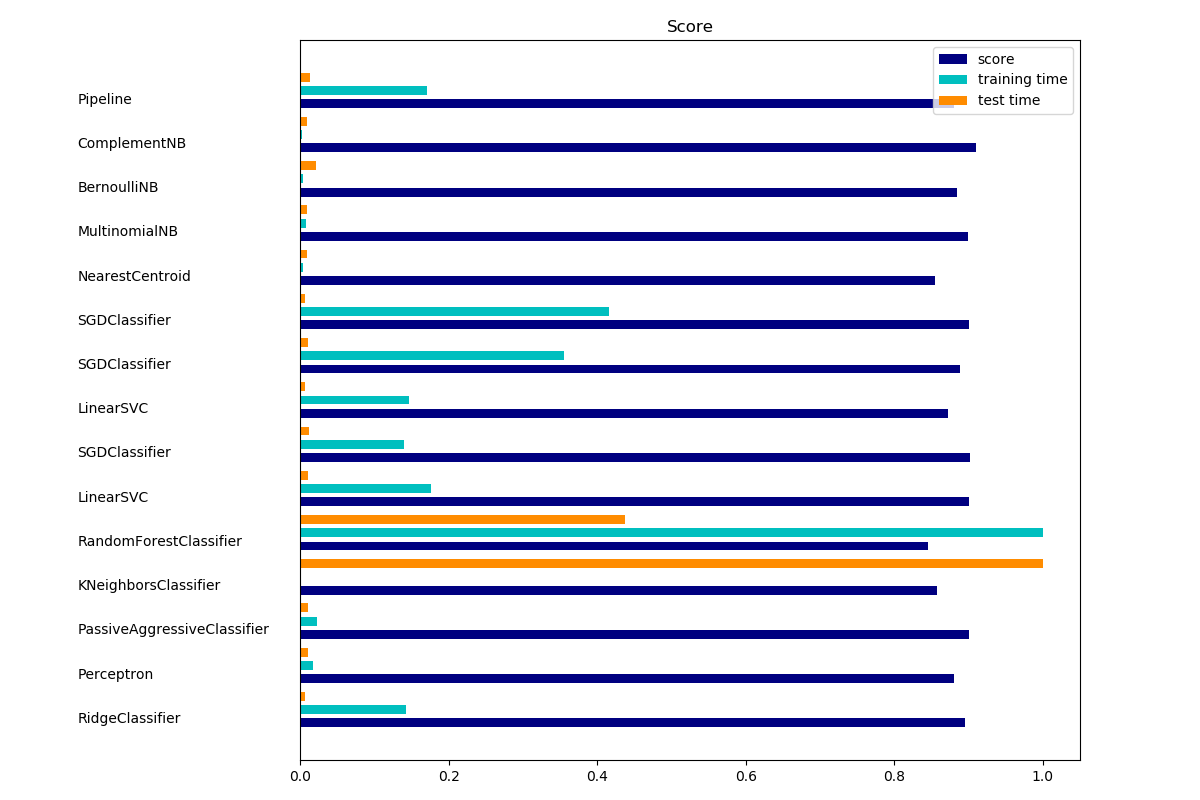 Score
score
training time
test time
Pipeline
ComplementNB
BernoulliNB
MultinomialNB
NearestCentroid
SGDClassifier
SGDClassifier
LinearSVC
SGDClassifier
LinearSVC
RandomForestClassifier
KNeighborsClassifier
PassiveAggressiveClassifier
Perceptron
RidgeClassifier
0.0 0.2 0.4 0.6 0.8 1.0